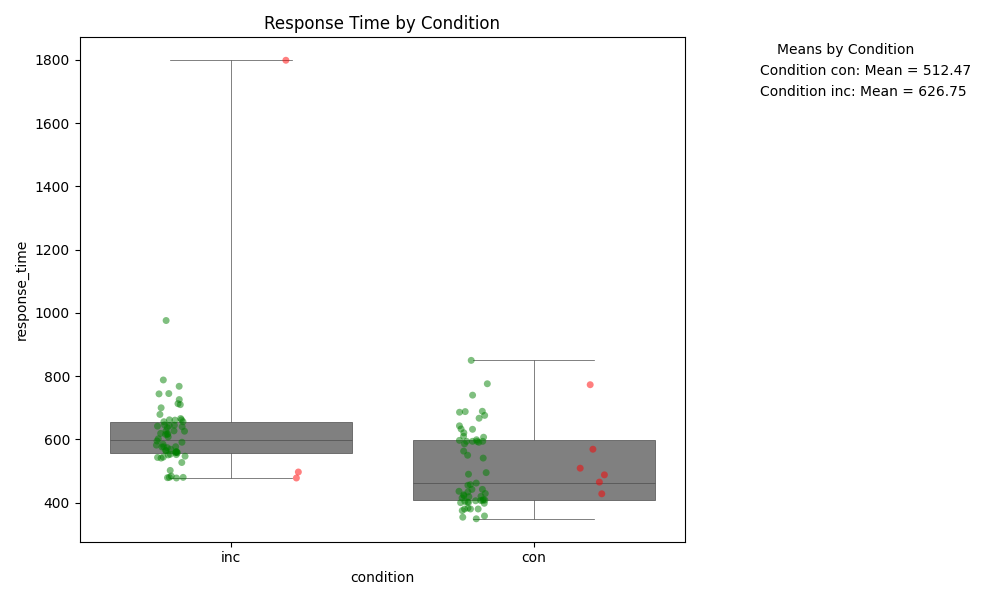 Response Time by Condition
Means by Condition
Condition con: Mean = 512.47
Condition inc: Mean = 626.75
1800
1600
1400
1200
1000
800
600
400
response_time
inc
con
condition